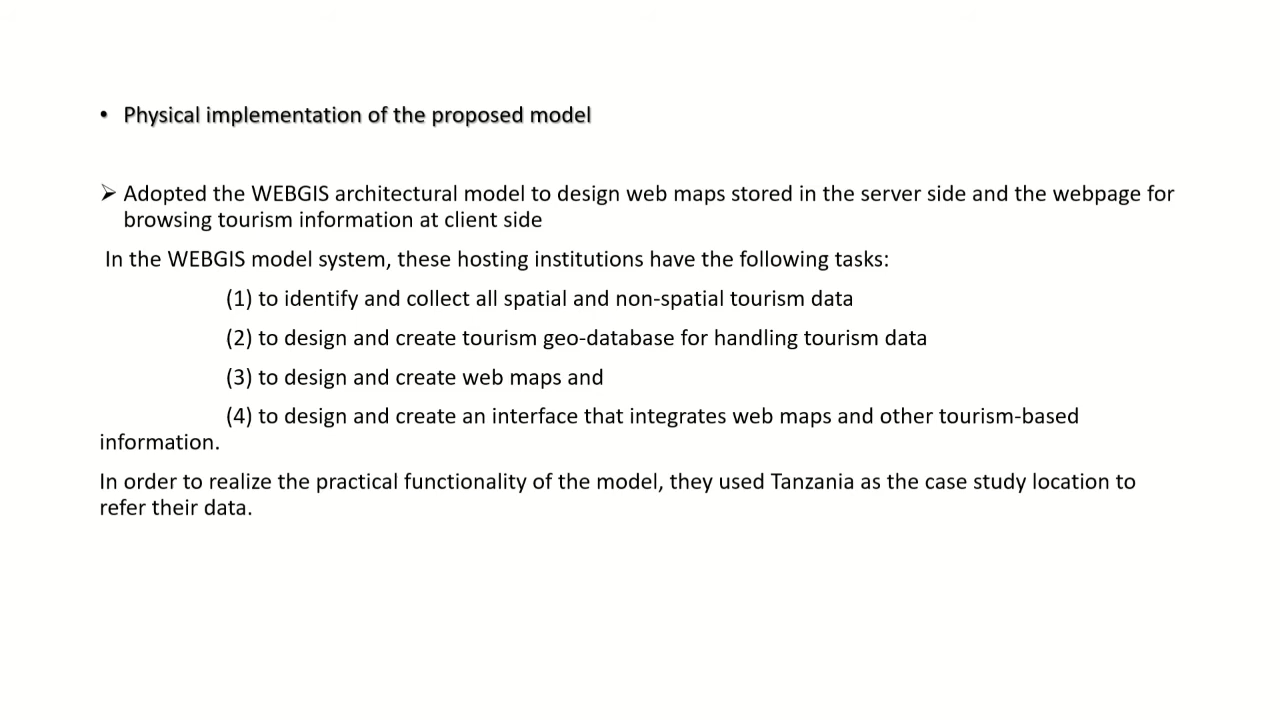 • Physical implementation of the proposed model
➢ Adopted the WEBGIS architectural model to design web maps stored in the server side and the webpage for
browsing tourism information at client side
In the WEBGIS model system, these hosting institutions have the following tasks:
(1) to identify and collect all spatial and non-spatial tourism data
(2) to design and create tourism geo-database for handling tourism data
(3) to design and create web maps and
(4) to design and create an interface that integrates web maps and other tourism-based
information.
In order to realize the practical functionality of the model, they used Tanzania as the case study location to
refer their data.